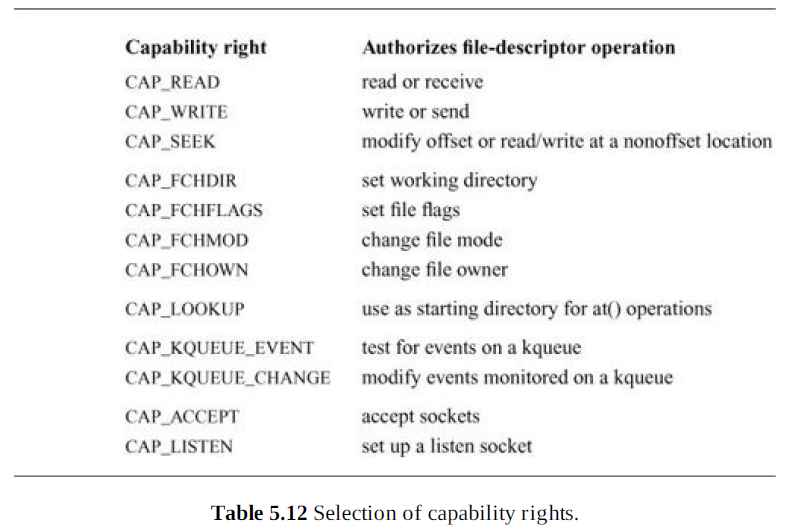 Capability right Authorizes file-descriptor operation
CAP_READ read or receive
CAP_WRITE write or send
CAP_SEEK modify offset or read/write at a nonoffset location
CAP_FCHDIR set working directory
CAP_FCHFLAGS set file flags
CAP_FCHMOD change file mode
CAP_FCHOWN change file owner
CAP_LOOKUP use as starting directory for at() operations
CAP_KQUEUE_EVENT test for events on a kqueue
CAP_KQUEUE_CHANGE modify events monitored on a kqueue
CAP_ACCEPT accept sockets
CAP_LISTEN set up a listen socket
Table 5.12 Selection of capability rights.